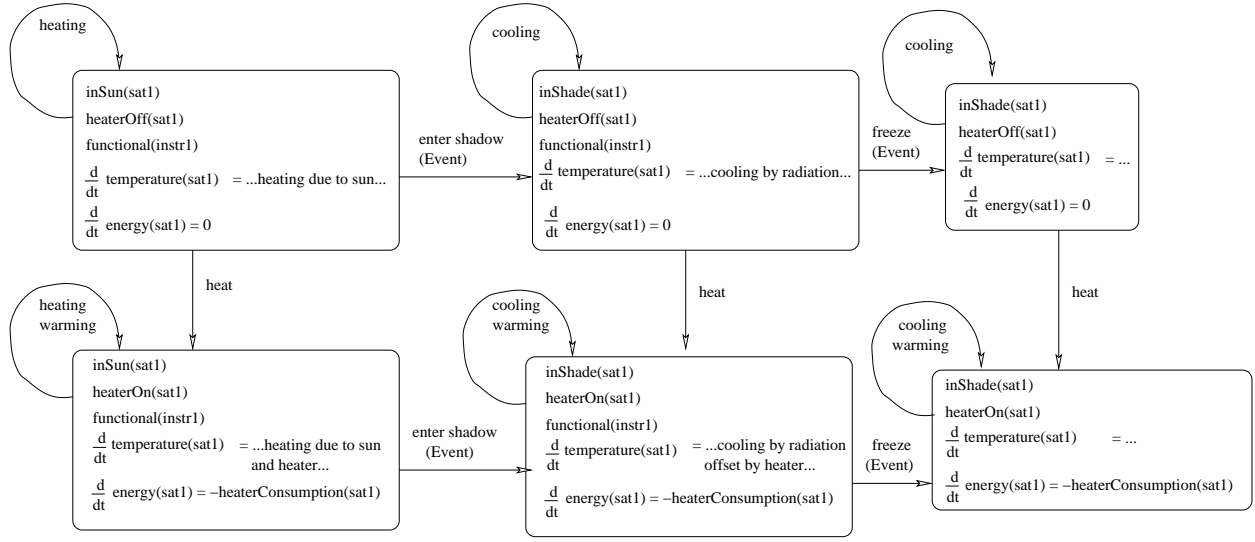 heating
inSun(sat1)
heaterOff(sat1)
functional(instr1)
d
dt
temperature(sat1) = ...heating due to sun...
d
dt
energy(sat1) = 0
enter shadow
(Event)
cooling
inShade(sat1)
heaterOff(sat1)
functional(instr1)
d
dt
temperature(sat1) = ...cooling by radiation...
d
dt
energy(sat1) = 0
freeze
(Event)
cooling
inShade(sat1)
heaterOff(sat1)
d
dt
temperature(sat1) = ...
d
dt
energy(sat1) = 0
heat
heat
heat
heating
warming
inSun(sat1)
heaterOn(sat1)
functional(instr1)
d
dt
temperature(sat1) = ...heating due to sun
and heater...
d
dt
energy(sat1) = −heaterConsumption(sat1)
enter shadow
(Event)
cooling
warming
inShade(sat1)
heaterOn(sat1)
functional(instr1)
d
dt
temperature(sat1) = ...cooling by radiation
offset by heater...
d
dt
energy(sat1) = −heaterConsumption(sat1)
freeze
(Event)
cooling
warming
inShade(sat1)
heaterOn(sat1)
d
dt
temperature(sat1) = ...
d
dt
energy(sat1) = −heaterConsumption(sat1)